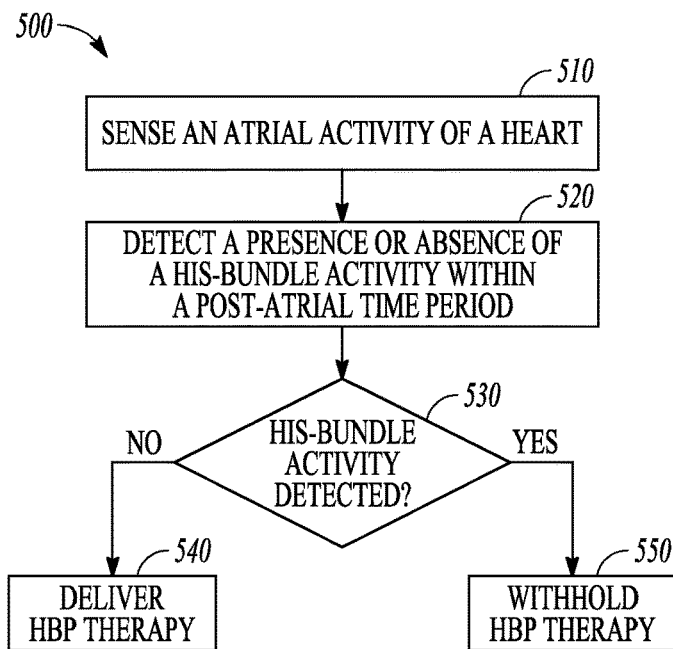 500
510
SENSE AN ATRIAL ACTIVITY OF A HEART
520
DETECT A PRESENCE OR ABSENCE OF
A HIS-BUNDLE ACTIVITY WITHIN
A POST-ATRIAL TIME PERIOD
530
NO
HIS-BUNDLE
ACTIVITY
DETECTED?
YES
540
DELIVER
HBP THERAPY
550
WITHHOLD
HBP THERAPY